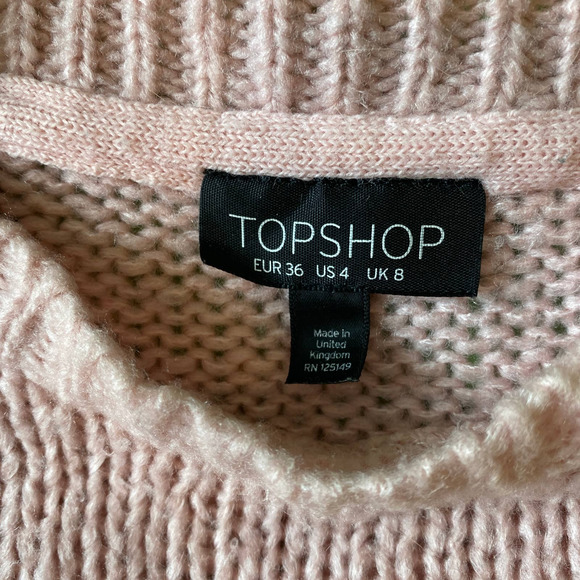 TOPSHOP
EUR 36 US 4 UK 8
Made in
United
Kingdom
RN 125149